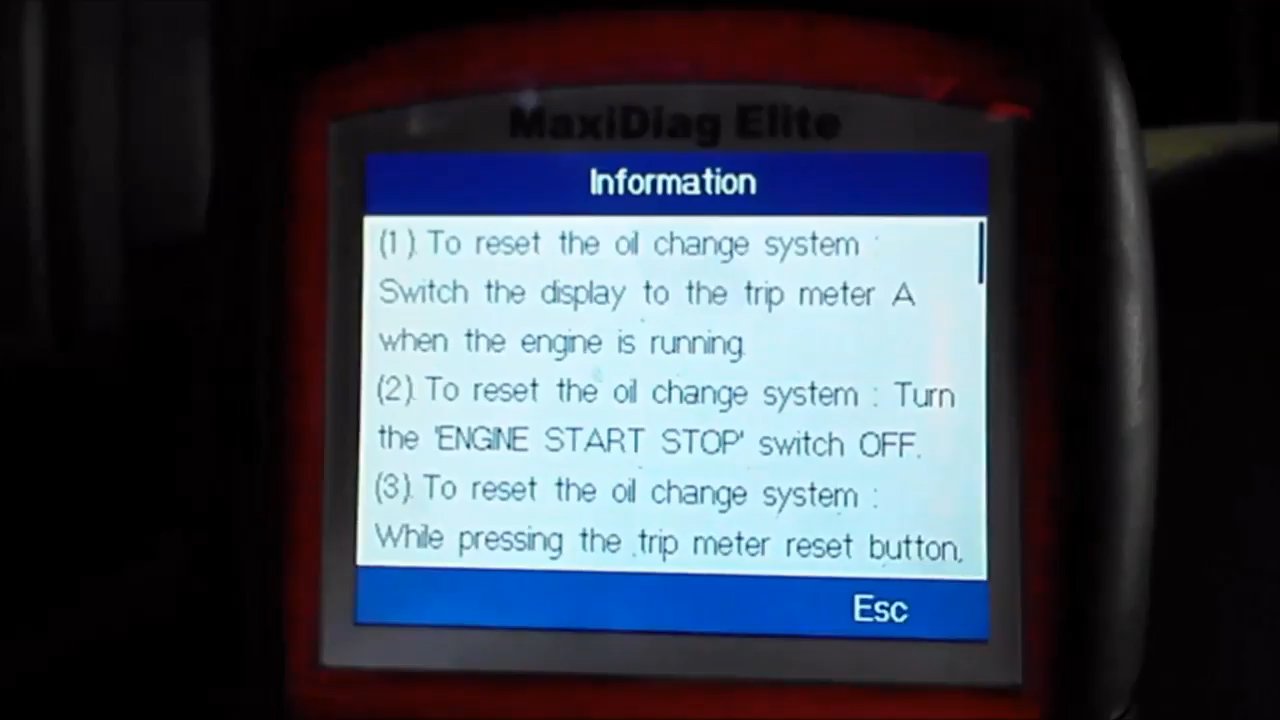 MaxiDiag Elite
Information
(1). To reset the oil change system :
Switch the display to the trip meter A
when the engine is running.
(2). To reset the oil change system : Turn
the 'ENGINE START STOP' switch OFF.
(3). To reset the oil change system :
While pressing the trip meter reset button,
Esc